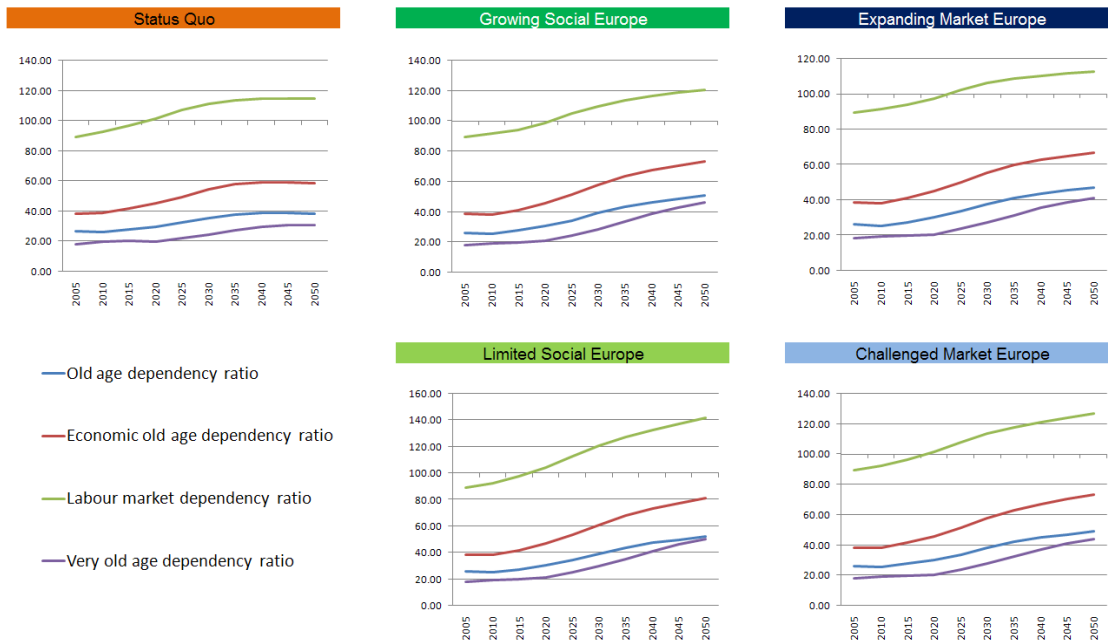 Status Quo
140.00
120.00
100.00
80.00
60.00
40.00
20.00
0.00
2005 2010 2015 2020 2025 2030 2035 2040 2045 2050
Growing Social Europe
140.00
120.00
100.00
80.00
60.00
40.00
20.00
0.00
2005 2010 2015 2020 2025 2030 2035 2040 2045 2050
Expanding Market Europe
120.00
100.00
80.00
60.00
40.00
20.00
0.00
2005 2010 2015 2020 2025 2030 2035 2040 2045 2050
Old age dependency ratio
Economic old age dependency ratio
Labour market dependency ratio
Very old age dependency ratio
Limited Social Europe
160.00
140.00
120.00
100.00
80.00
60.00
40.00
20.00
0.00
2005 2010 2015 2020 2025 2030 2035 2040 2045 2050
Challenged Market Europe
140.00
120.00
100.00
80.00
60.00
40.00
20.00
0.00
2005 2010 2015 2020 2025 2030 2035 2040 2045 2050